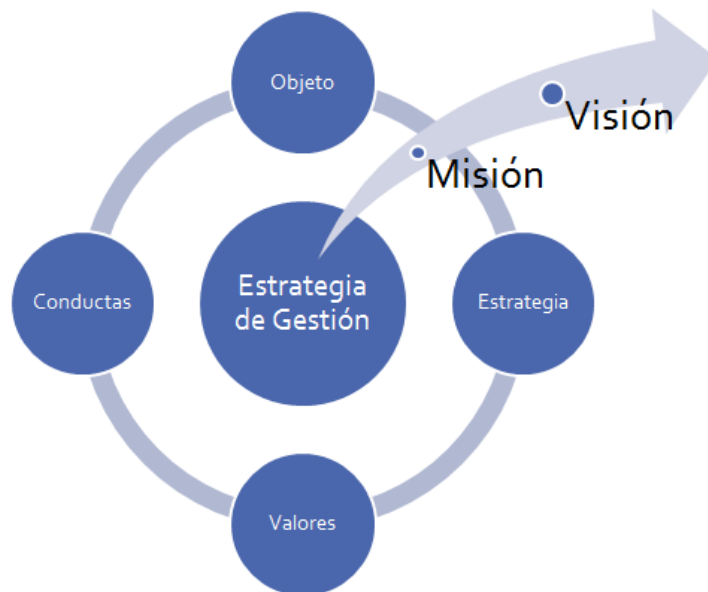 Objeto
Visión
Misión
Estrategia
de Gestión
Conductas
Estrategia
Valores